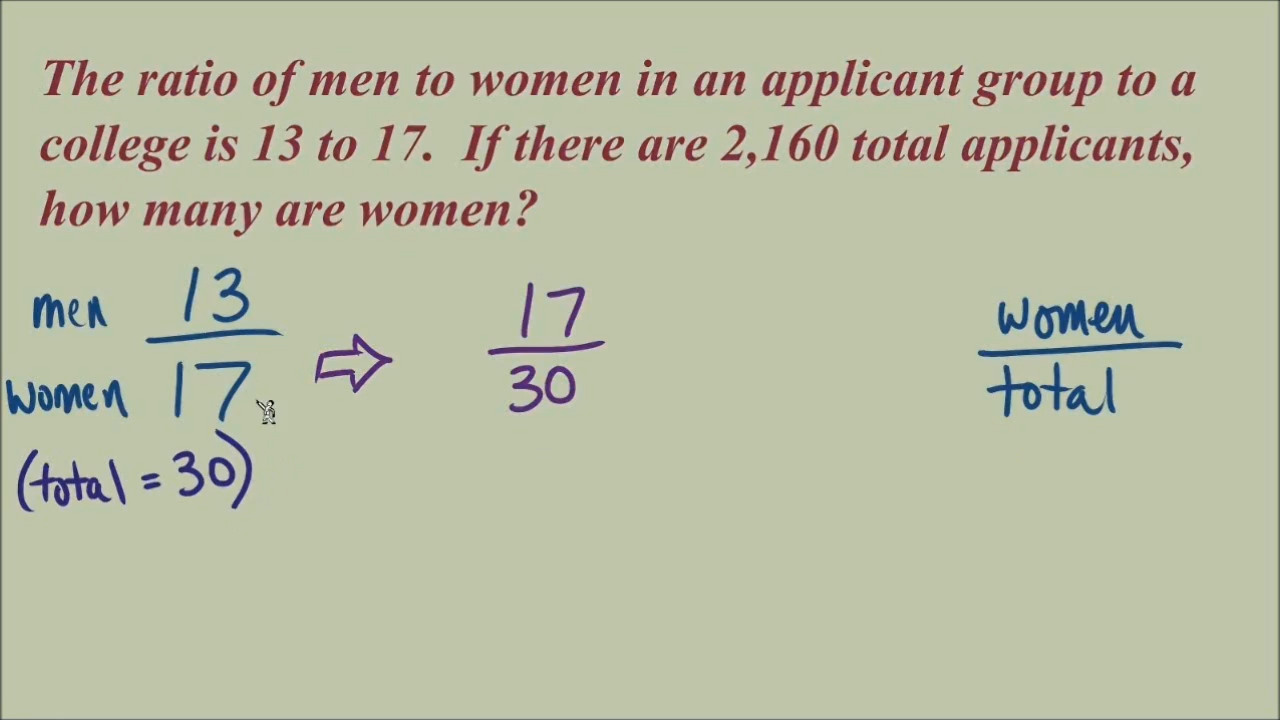 The ratio of men to women in an applicant group to a
college is 13 to 17. If there are 2,160 total applicants,
how many are women?
men 13
women 17
(total = 30)
17
30
women
total